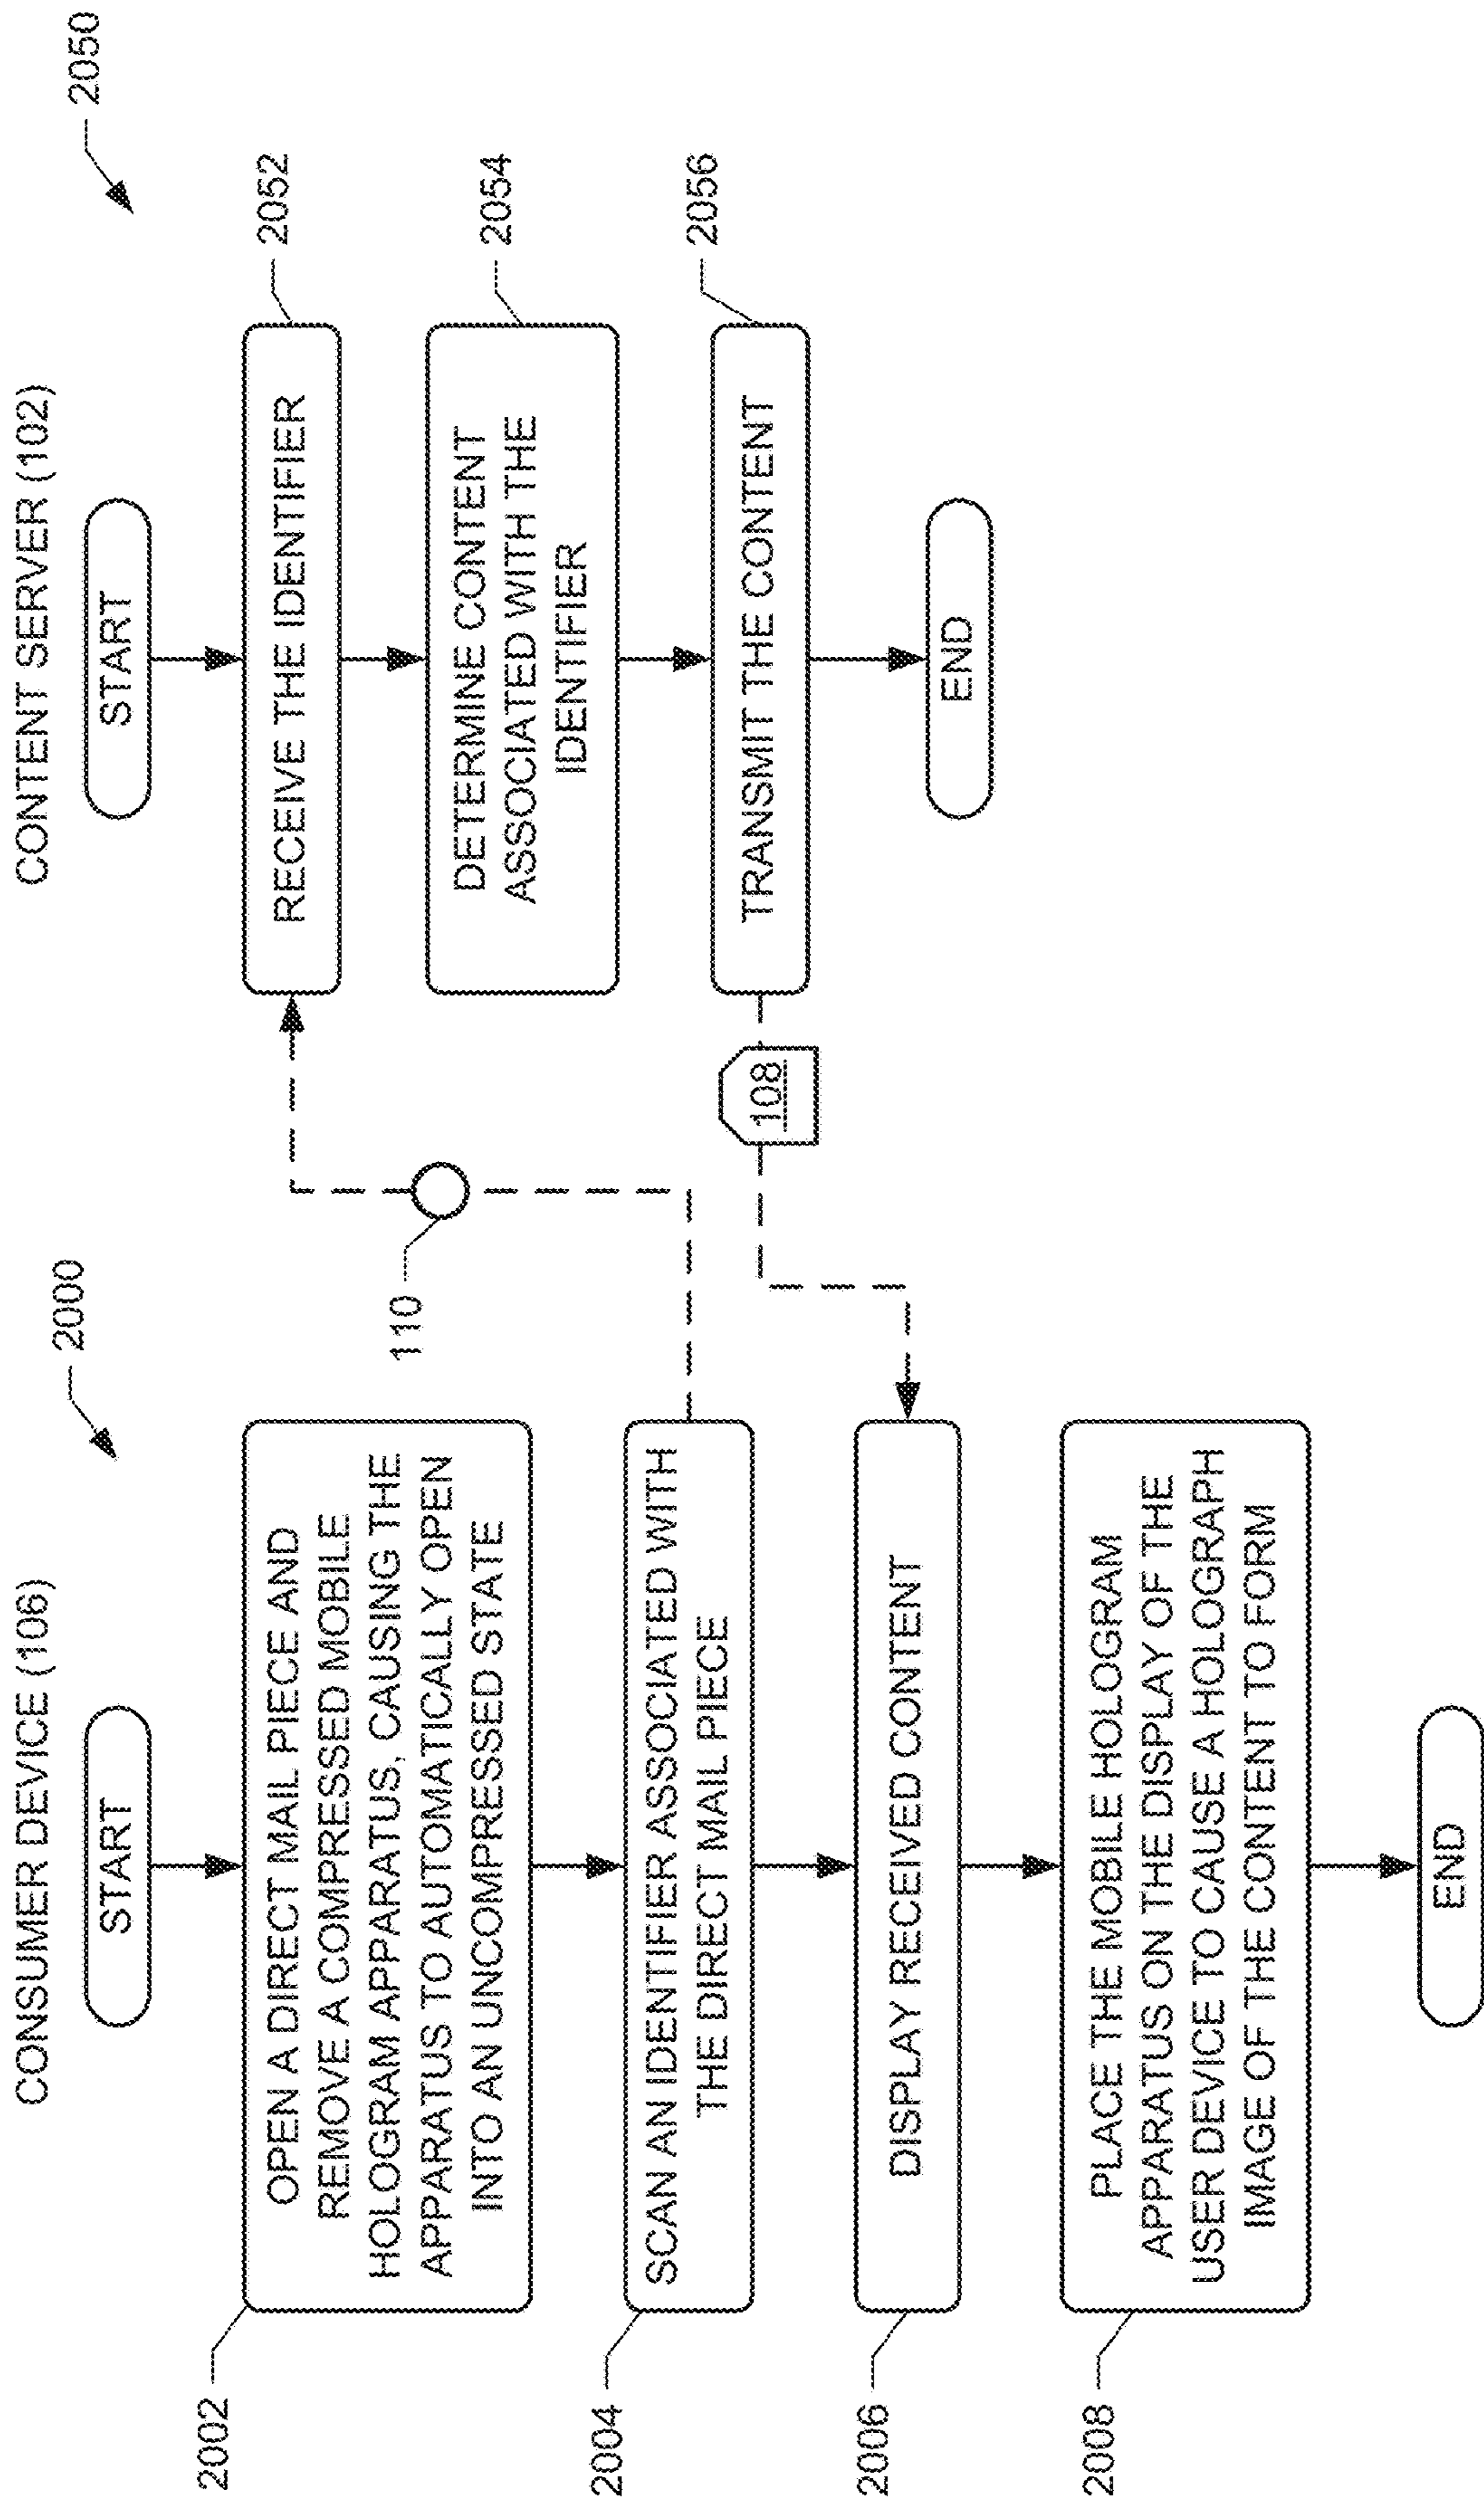 CONSUMER DEVICE (106)
2000
START
2002
OPEN A DIRECT MAIL PIECE AND
REMOVE A COMPRESSED MOBILE
HOLOGRAM APPARATUS, CAUSING THE
APPARATUS TO AUTOMATICALLY OPEN
INTO AN UNCOMPRESSED STATE
2004
SCAN AN IDENTIFIER ASSOCIATED WITH
THE DIRECT MAIL PIECE
2006
DISPLAY RECEIVED CONTENT
2008
PLACE THE MOBILE HOLOGRAM
APPARATUS ON THE DISPLAY OF THE
USER DEVICE TO CAUSE A HOLOGRAPH
IMAGE OF THE CONTENT TO FORM
END
110
108
CONTENT SERVER (102)
2050
START
RECEIVE THE IDENTIFIER
2052
DETERMINE CONTENT
ASSOCIATED WITH THE
IDENTIFIER
2054
TRANSMIT THE CONTENT
2056
END